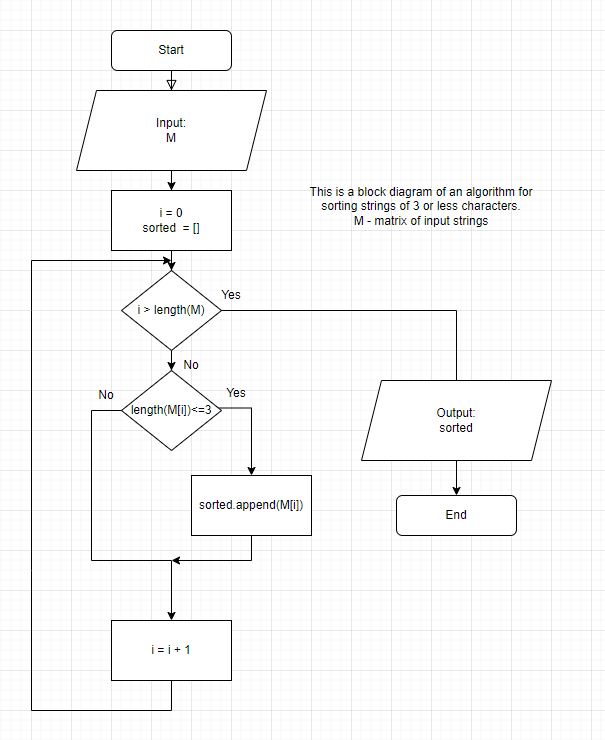 Start
Input:
M
i = 0
sorted = []
This is a block diagram of an algorithm for
sorting strings of 3 or less characters.
M - matrix of input strings
i > length(M)
Yes
No
length(M[i])<=3
No
Yes
sorted.append(M[i])
i = i + 1
Output:
sorted
End